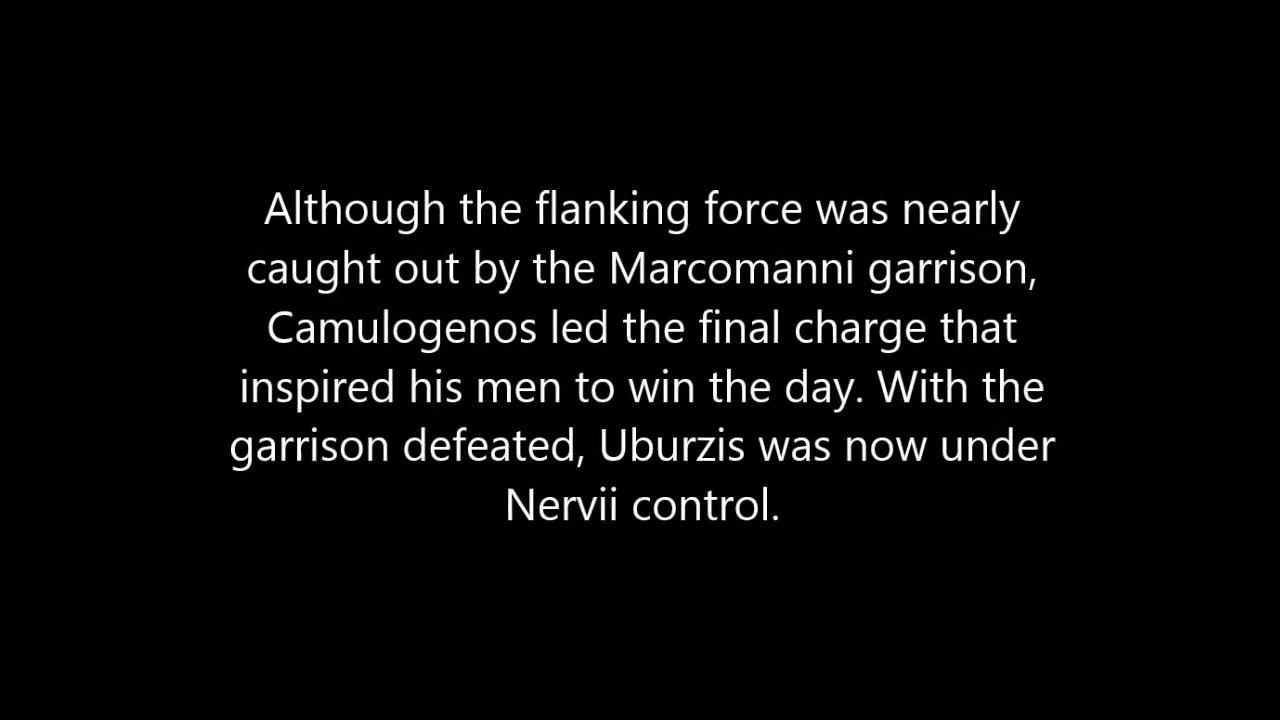 Although the flanking force was nearly
caught out by the Marcomanni garrison,
Camulogenos led the final charge that
inspired his men to win the day. With the
garrison defeated, Uburzis was now under
Nervii control.